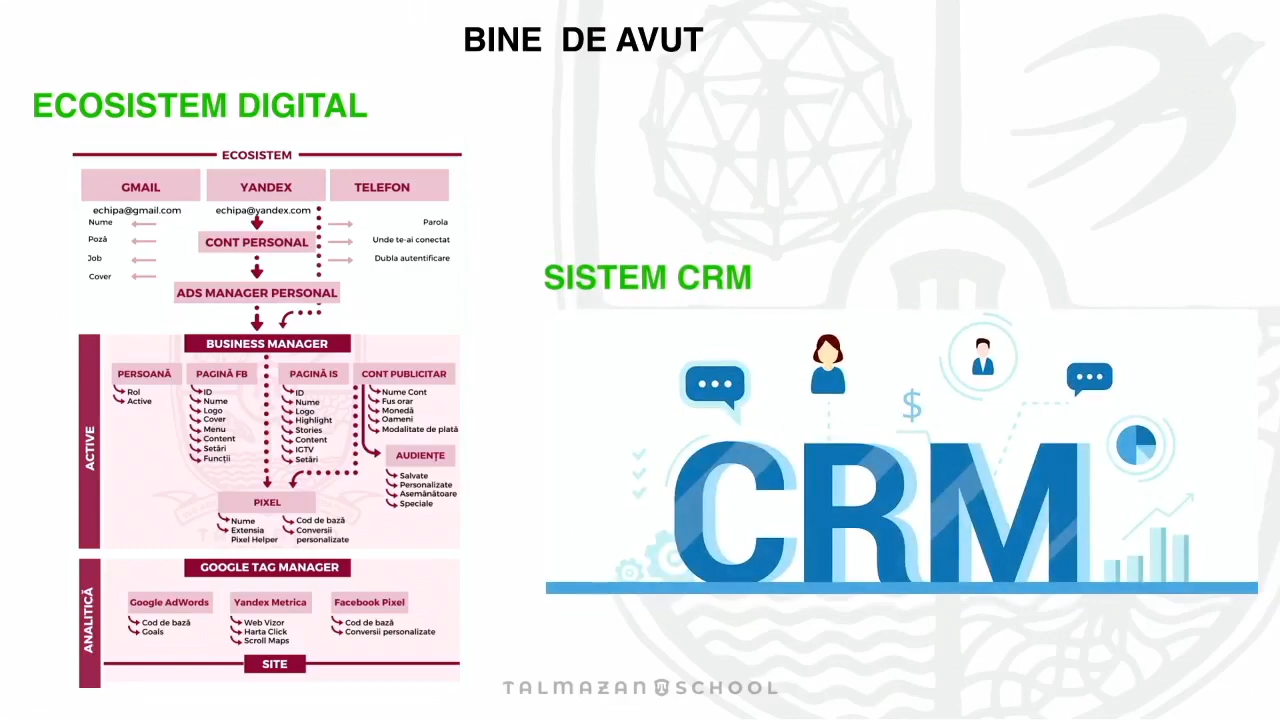 BINE DE AVUT
ECOSISTEM DIGITAL
ECOSISTEM
GMAIL YANDEX TELEFON
echipa@gmail.com echipa@yandex.com
Nume Parola
Poză Unde te-ai conectat
Job Dubla autentificare
Cover
CONT PERSONAL
ADS MANAGER PERSONAL
ACTIVE
BUSINESS MANAGER
PERSOANĂ
Rol
Active
PAGINĂ FB
ID
Nume
Logo
Cover
Menu
Content
Setări
Funcții
PAGINĂ IS
ID
Nume
Logo
Highlight
Stories
Content
IGTV
Setări
CONT PUBLICITAR
Nume Cont
Fus orar
Monedă
Oameni
Modalitate de plată
AUDIENȚE
Salvate
Personalizate
Asemănătoare
Speciale
PIXEL
Nume
Extensia
Pixel Helper
Cod de bază
Conversii
personalizate
ANALITICĂ
GOOGLE TAG MANAGER
Google AdWords
Cod de bază
Goals
Yandex Metrica
Web Vizor
Harta Click
Scroll Maps
Facebook Pixel
Cod de bază
Conversii personalizate
SITE
SISTEM CRM
$
CRM
TALMAZAN SCHOOL